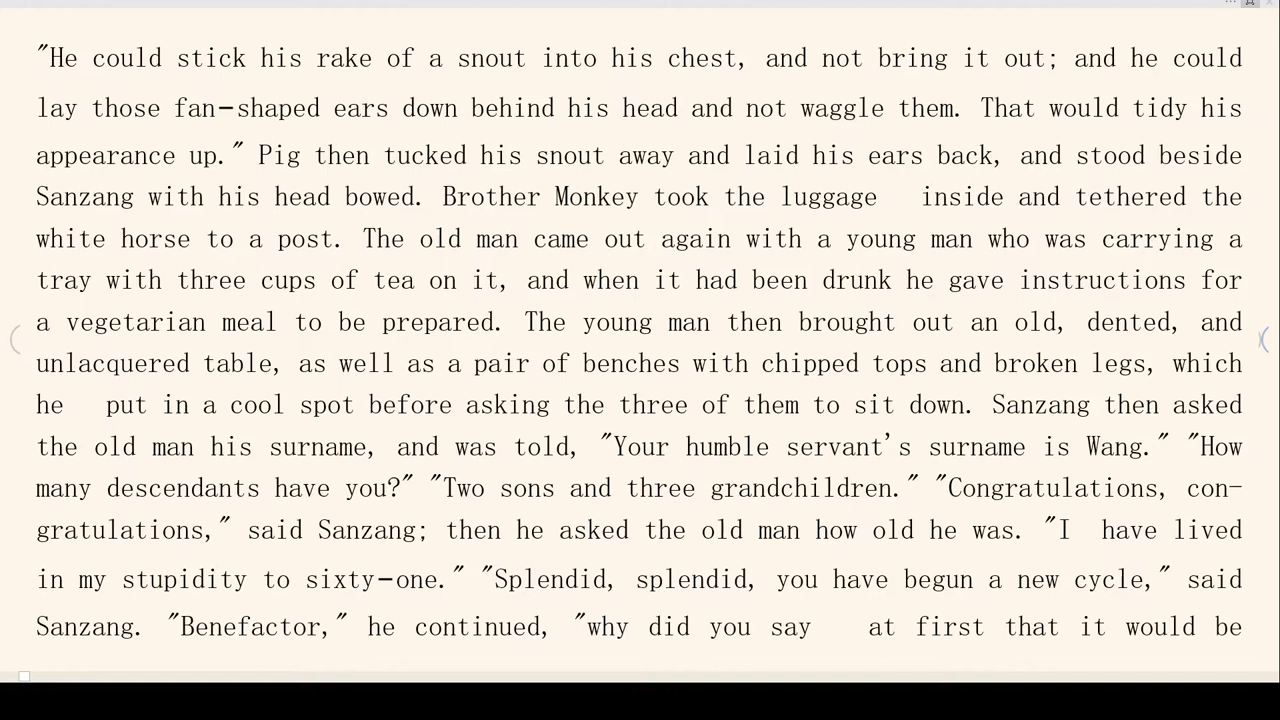 "He could stick his rake of a snout into his chest, and not bring it out; and he could
lay those fan-shaped ears down behind his head and not waggle them. That would tidy his
appearance up." Pig then tucked his snout away and laid his ears back, and stood beside
Sanzang with his head bowed. Brother Monkey took the luggage inside and tethered the
white horse to a post. The old man came out again with a young man who was carrying a
tray with three cups of tea on it, and when it had been drunk he gave instructions for
a vegetarian meal to be prepared. The young man then brought out an old, dented, and
unlacquered table, as well as a pair of benches with chipped tops and broken legs, which
he put in a cool spot before asking the three of them to sit down. Sanzang then asked
the old man his surname, and was told, "Your humble servant's surname is Wang." "How
many descendants have you?" "Two sons and three grandchildren." "Congratulations, con-
gratulations," said Sanzang; then he asked the old man how old he was. "I have lived
in my stupidity to sixty-one." "Splendid, splendid, you have begun a new cycle," said
Sanzang. "Benefactor," he continued, "why did you say at first that it would be